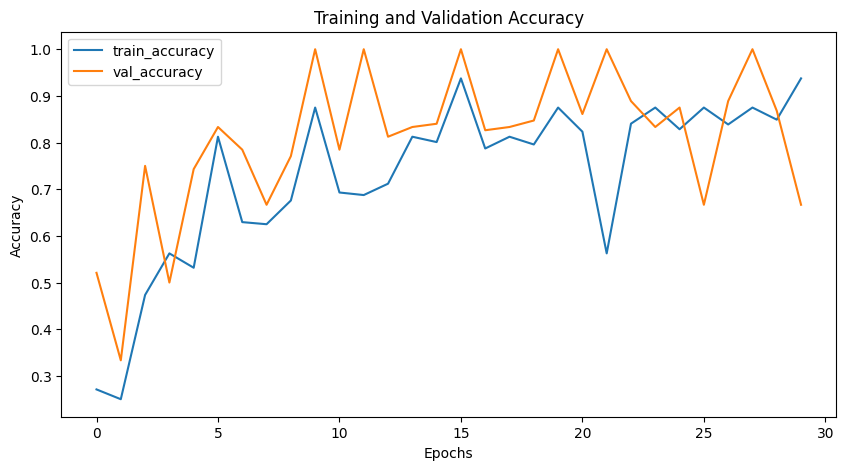 Training and Validation Accuracy
train_accuracy
val_accuracy
1.0
0.9
0.8
0.7
0.6
0.5
0.4
0.3
Accuracy
0 5 10 15 20 25 30
Epochs